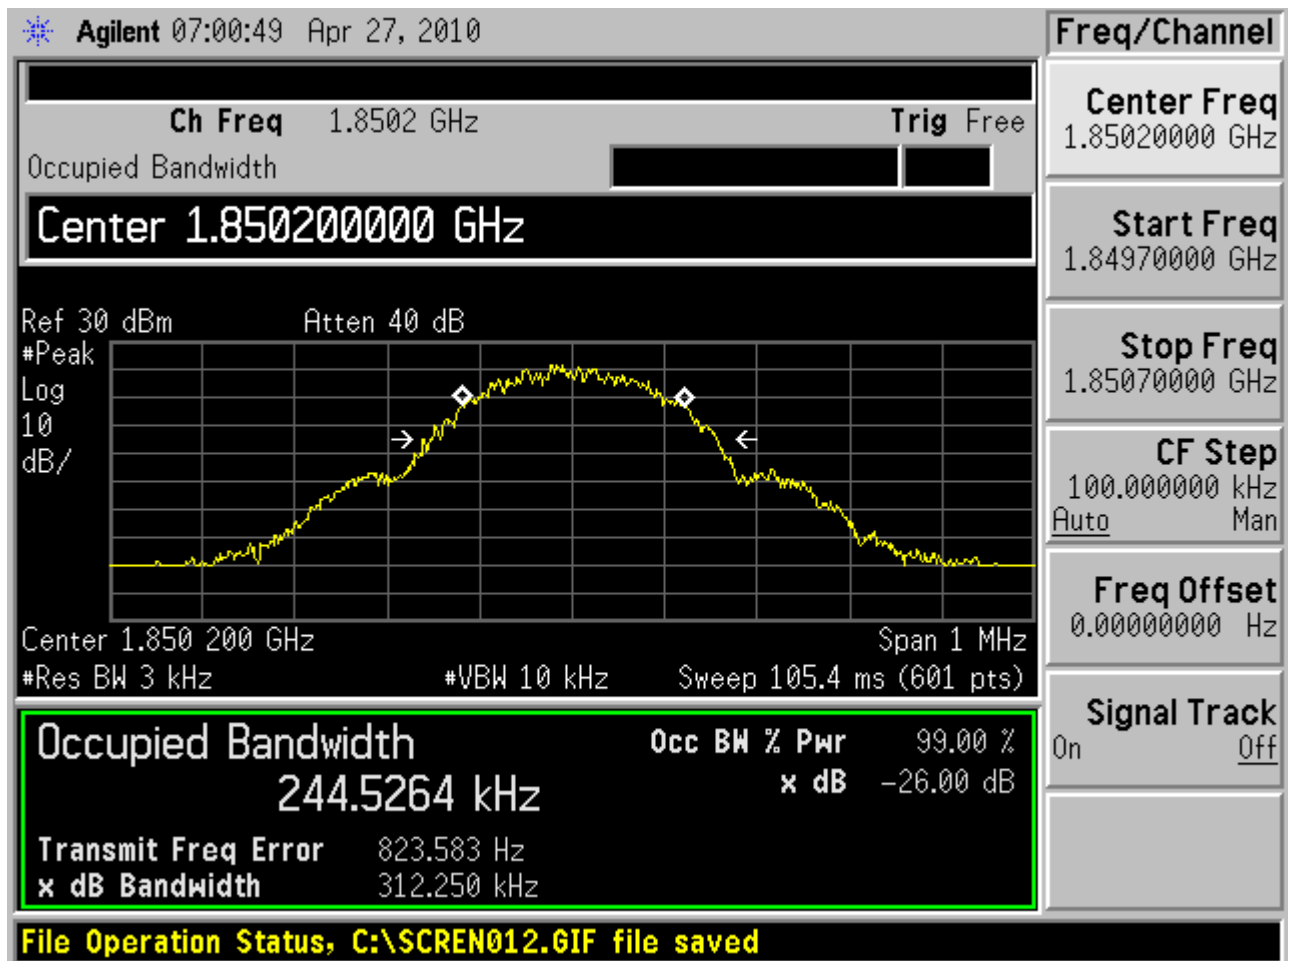 Agilent 07:00:49 Apr 27, 2010
Freq/Channel
Ch Freq 1.8502 GHz Trig Free
Occupied Bandwidth
Center 1.850200000 GHz
Ref 30 dBm Atten 40 dB
#Peak
Log
10
dB/
Center 1.850 200 GHz Span 1 MHz
#Res BW 3 kHz #VBW 10 kHz Sweep 105.4 ms (601 pts)
Occupied Bandwidth Occ BW % Pwr 99.00 %
244.5264 kHz x dB -26.00 dB
Transmit Freq Error 823.583 Hz
x dB Bandwidth 312.250 kHz
Center Freq
1.85020000 GHz
Start Freq
1.84970000 GHz
Stop Freq
1.85070000 GHz
CF Step
100.000000 kHz
Auto Man
Freq Offset
0.00000000 Hz
Signal Track
On Off
File Operation Status, C:\SCREN012.GIF file saved